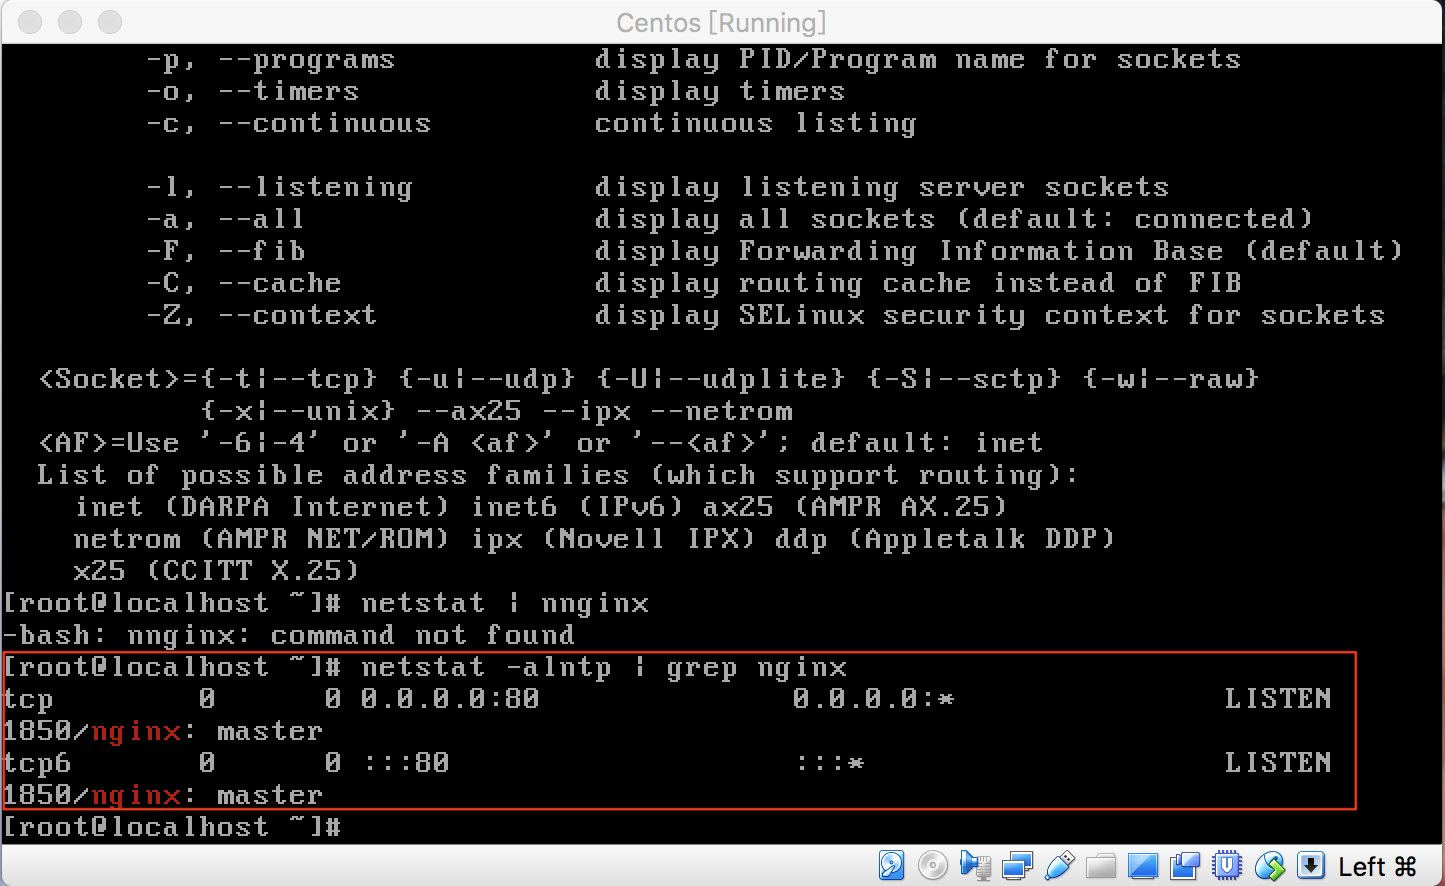 Centos [Running]
-p, --programs display PID/Program name for sockets
-o, --timers display timers
-c, --continuous continuous listing
-l, --listening display listening server sockets
-a, --all display all sockets (default: connected)
-F, --fib display Forwarding Information Base (default)
-C, --cache display routing cache instead of FIB
-Z, --context display SELinux security context for sockets
<Socket>={-t|--tcp} {-u|--udp} {-U|--udplite} {-S|--sctp} {-w|--raw}
{-x|--unix} --ax25 --ipx --netrom
<AF>=Use '-6|-4' or '-A <af>' or '--<af>'; default: inet
List of possible address families (which support routing):
inet (DARPA Internet) inet6 (IPv6) ax25 (AMPR AX.25)
netrom (AMPR NET/ROM) ipx (Novell IPX) ddp (Appletalk DDP)
x25 (CCITT X.25)
[root@localhost ~]# netstat | nnginx
-bash: nnginx: command not found
[root@localhost ~]# netstat -alntp | grep nginx
tcp 0 0 0.0.0.0:80 0.0.0.0:* LISTEN
1850/nginx: master
tcp6 0 0 :::80 :::* LISTEN
1850/nginx: master
[root@localhost ~]#
Left ⌘